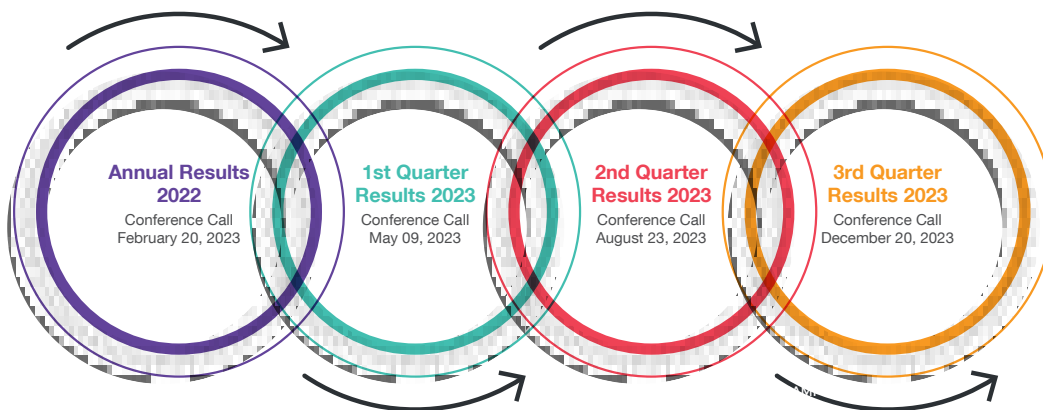 Annual Results
2022
Conference Call
February 20, 2023
1st Quarter
Results 2023
Conference Call
May 09, 2023
2nd Quarter
Results 2023
Conference Call
August 23, 2023
3rd Quarter
Results 2023
Conference Call
December 20, 2023